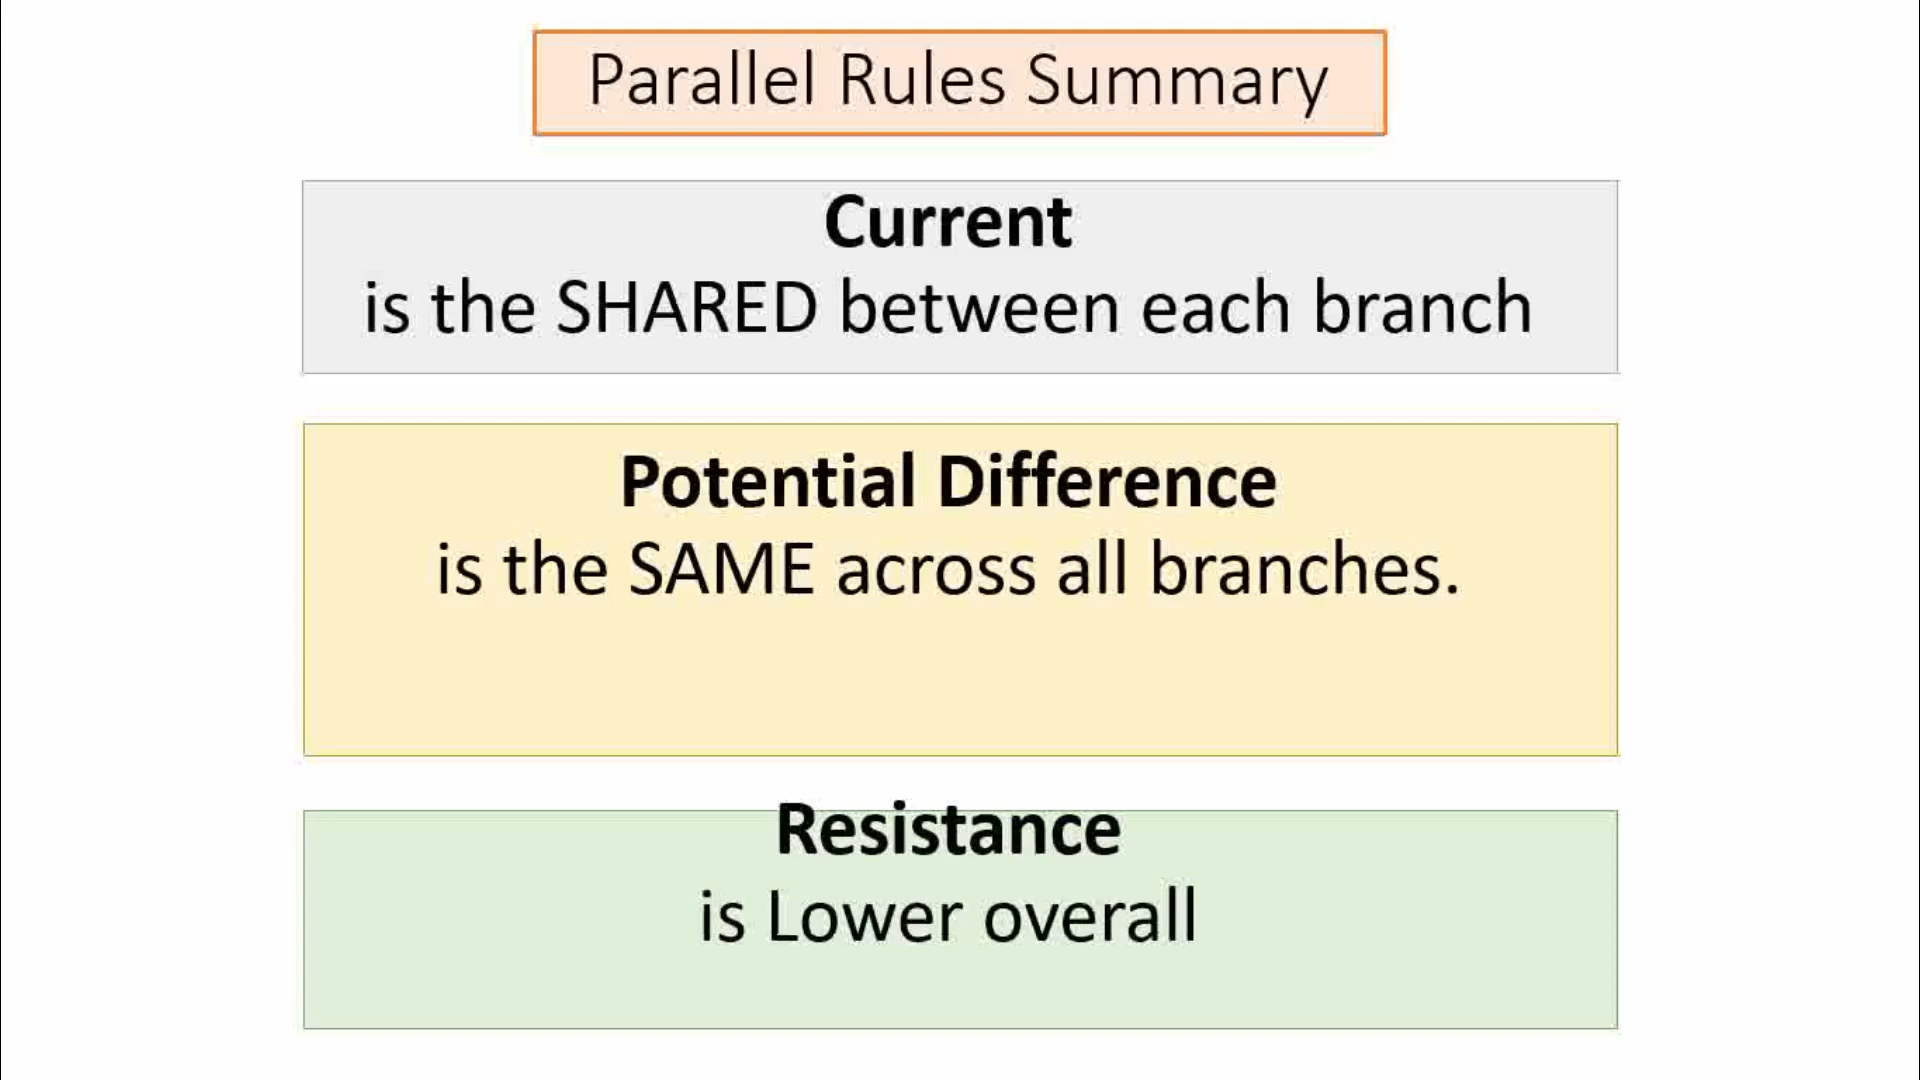 Parallel Rules Summary
Current
is the SHARED between each branch
Potential Difference
is the SAME across all branches.
Resistance
is Lower overall